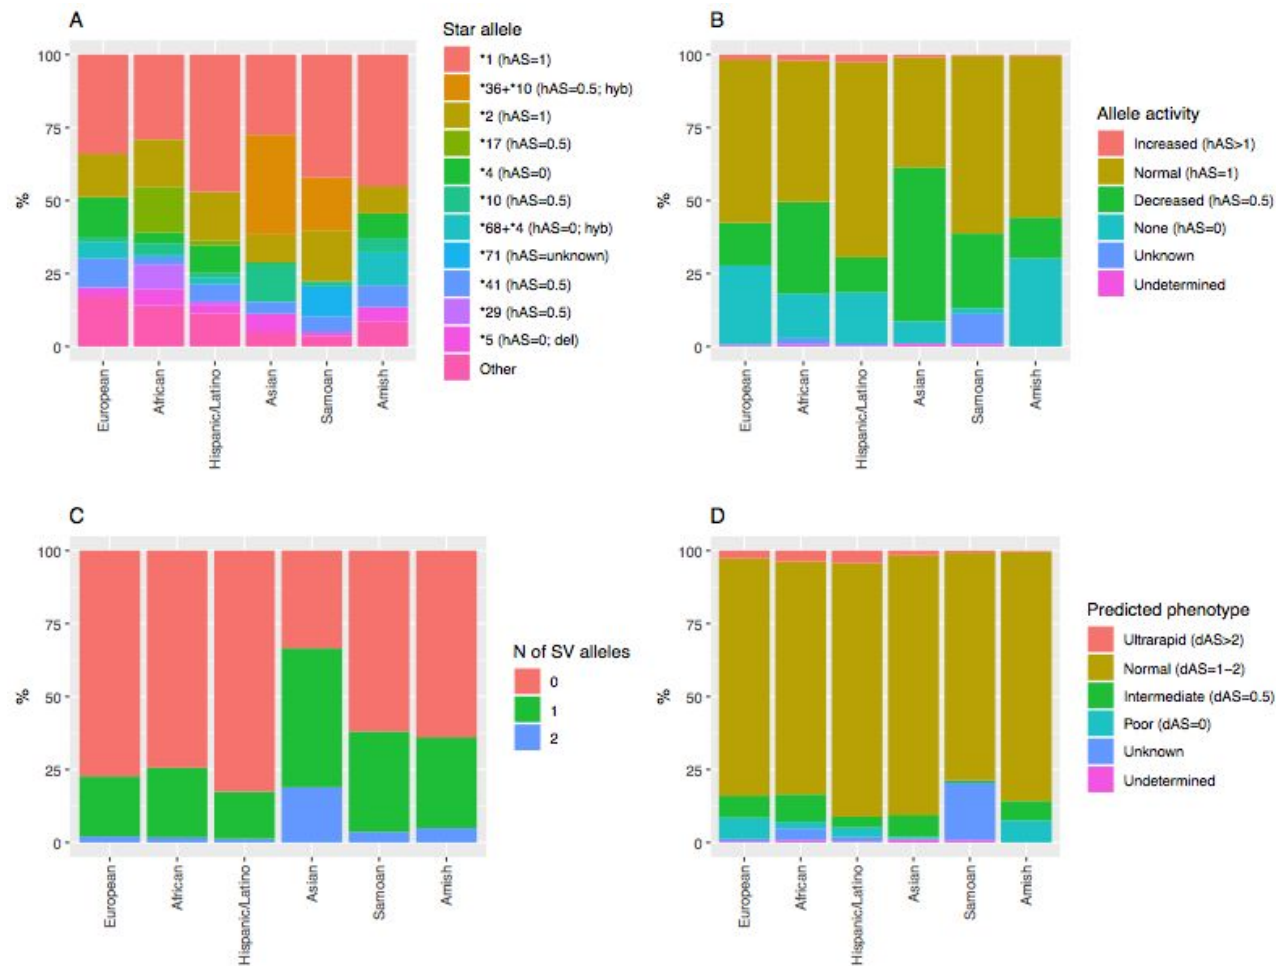 A
%
100
75
50
25
0
European
African
Hispanic/Latino
Asian
Samoan
Amish
Star allele
*1 (hAS=1)
*36+*10 (hAS=0.5; hyb)
*2 (hAS=1)
*17 (hAS=0.5)
*4 (hAS=0)
*10 (hAS=0.5)
*68+*4 (hAS=0; hyb)
*71 (hAS=unknown)
*41 (hAS=0.5)
*29 (hAS=0.5)
*5 (hAS=0; del)
Other
B
%
100
75
50
25
0
European
African
Hispanic/Latino
Asian
Samoan
Amish
Allele activity
Increased (hAS>1)
Normal (hAS=1)
Decreased (hAS=0.5)
None (hAS=0)
Unknown
Undetermined
C
%
100
75
50
25
0
European
African
Hispanic/Latino
Asian
Samoan
Amish
N of SV alleles
0
1
2
D
%
100
75
50
25
0
European
African
Hispanic/Latino
Asian
Samoan
Amish
Predicted phenotype
Ultrarapid (dAS>2)
Normal (dAS=1−2)
Intermediate (dAS=0.5)
Poor (dAS=0)
Unknown
Undetermined